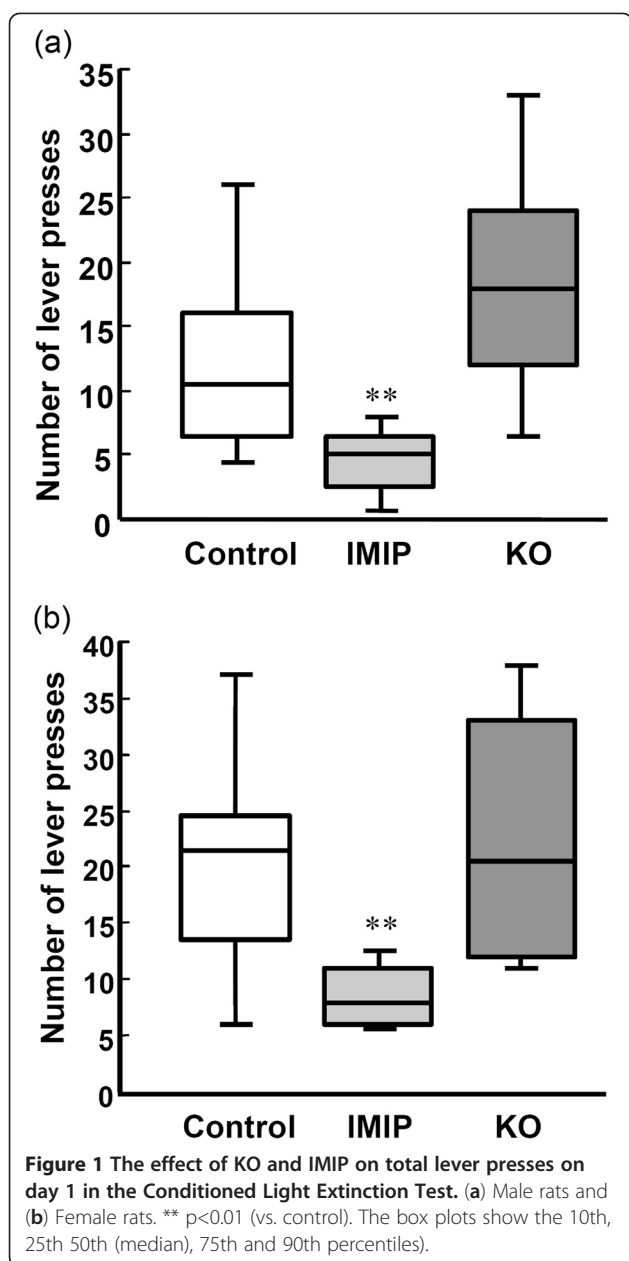 (a)
Number of lever presses
35
30
25
20
15
10
5
0
**
Control IMIP KO
(b)
Number of lever presses
40
35
30
25
20
15
10
5
0
**
Control IMIP KO
Figure 1 The effect of KO and IMIP on total lever presses on
day 1 in the Conditioned Light Extinction Test. (a) Male rats and
(b) Female rats. ** p<0.01 (vs. control). The box plots show the 10th,
25th 50th (median), 75th and 90th percentiles).